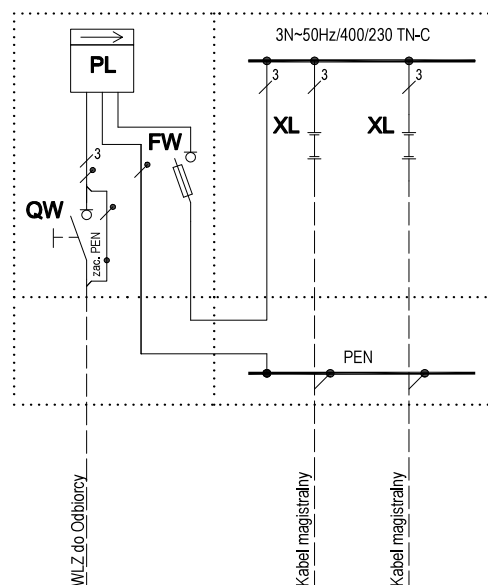 3N~50Hz/400/230 TN-C
PL
3
3
3
FW
XL
XL
3
QW
zac. PEN
PEN
WLZ do Odbiorcy
Kabel magistralny
Kabel magistralny